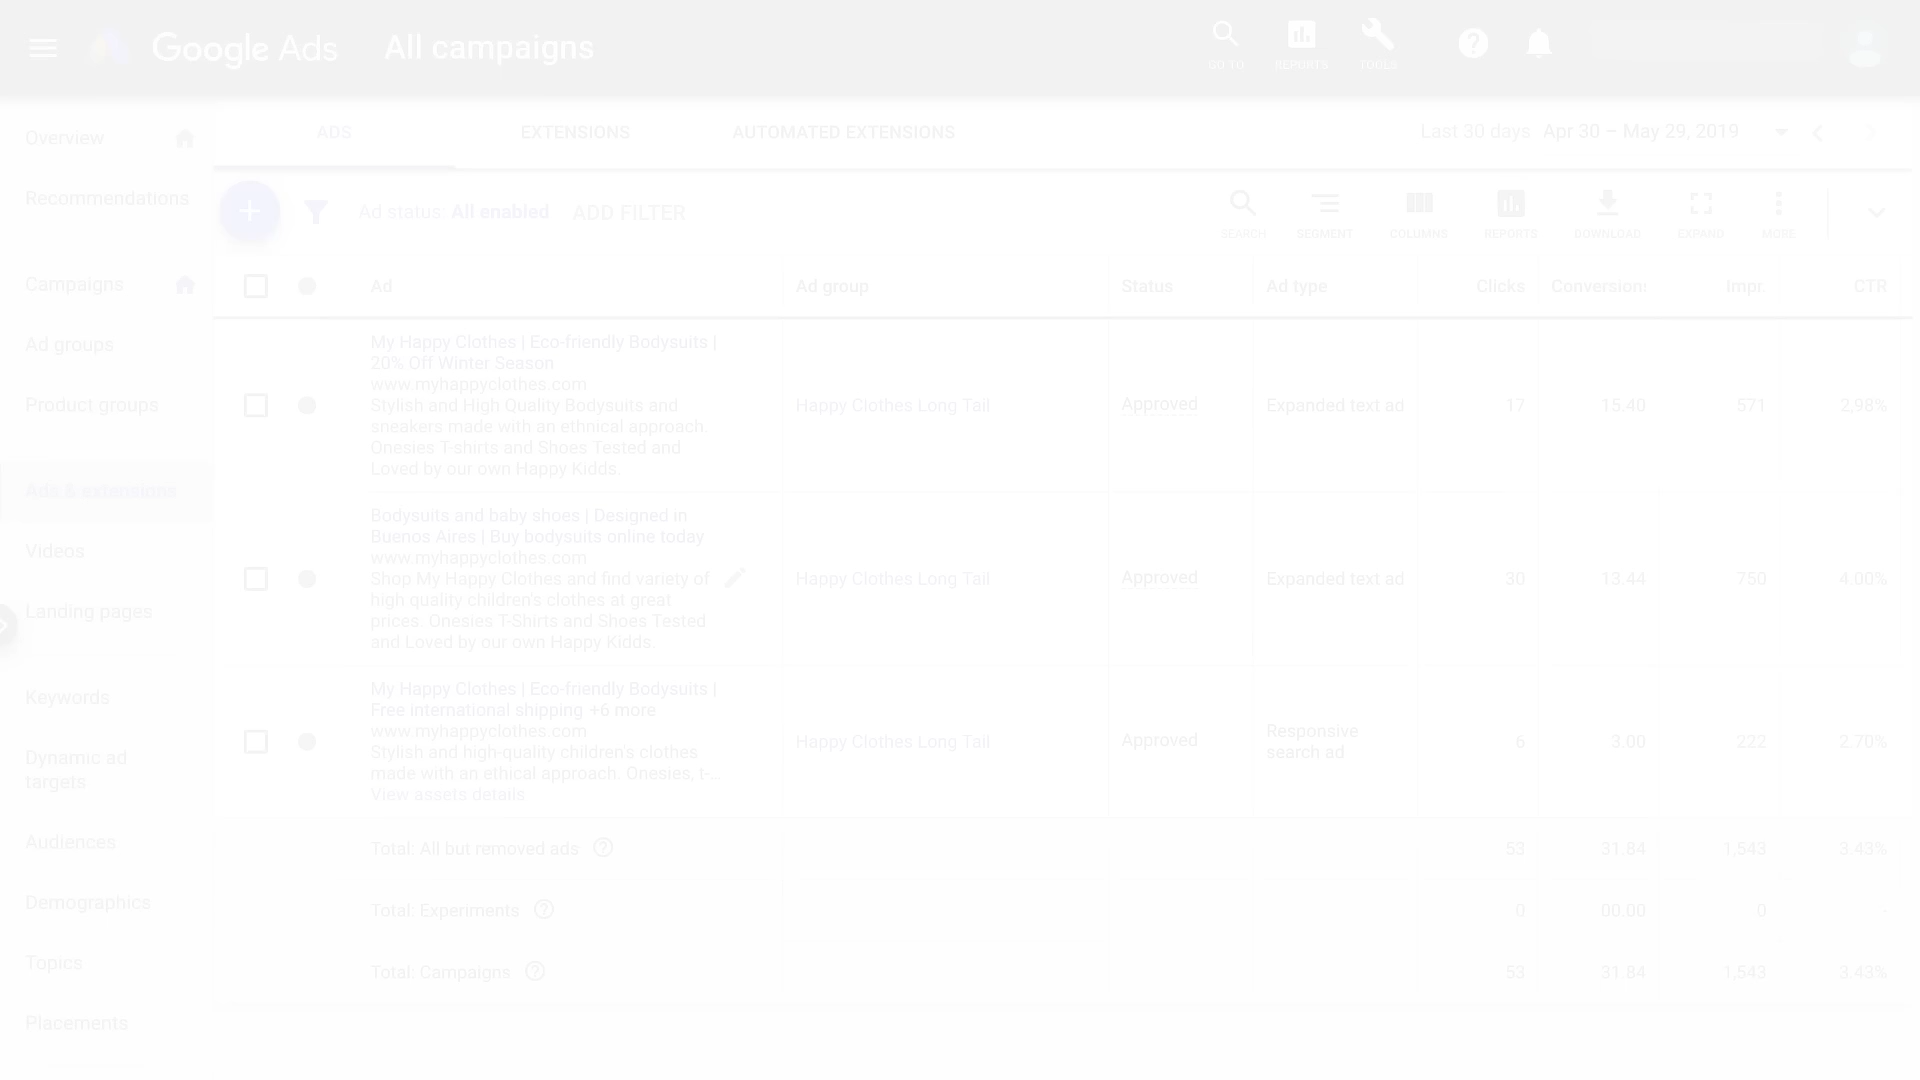 Google Ads All campaigns
GO TO REPORTS TOOLS
Overview
Recommendations
Campaigns
Ad groups
Product groups
Ads & extensions
Videos
Landing pages
Keywords
Dynamic ad
targets
Audiences
Demographics
Topics
Placements
ADS EXTENSIONS AUTOMATED EXTENSIONS Last 30 days Apr 30 – May 29, 2019
Ad status: All enabled ADD FILTER
SEARCH SEGMENT COLUMNS REPORTS DOWNLOAD EXPAND MORE
Ad Ad group Status Ad type Clicks Conversions Impr. CTR
My Happy Clothes | Eco-friendly Bodysuits |
20% Off Winter Season
www.myhappyclothes.com
Stylish and High Quality Bodysuits and
sneakers made with an ethnical approach.
Onesies T-shirts and Shoes Tested and
Loved by our own Happy Kidds.
Happy Clothes Long Tail Approved Expanded text ad 17 15.40 571 2,98%
Bodysuits and baby shoes | Designed in
Buenos Aires | Buy bodysuits online today
www.myhappyclothes.com
Shop My Happy Clothes and find variety of
high quality children's clothes at great
prices. Onesies T-Shirts and Shoes Tested
and Loved by our own Happy Kidds.
Happy Clothes Long Tail Approved Expanded text ad 30 13.44 750 4.00%
My Happy Clothes | Eco-friendly Bodysuits |
Free international shipping +6 more
www.myhappyclothes.com
Stylish and high-quality children's clothes
made with an ethical approach. Onesies, t-...
View assets details
Happy Clothes Long Tail Approved
Responsive
search ad
6 3.00 222 2.70%
Total: All but removed ads 53 31.84 1,543 3.43%
Total: Experiments 0 00.00 0 -
Total: Campaigns 53 31.84 1,543 3.43%